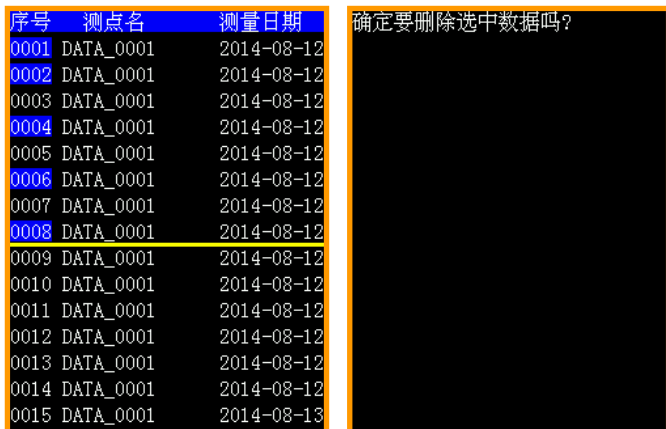 序号 测点名 测量日期
0001 DATA_0001 2014-08-12
0002 DATA_0001 2014-08-12
0003 DATA_0001 2014-08-12
0004 DATA_0001 2014-08-12
0005 DATA_0001 2014-08-12
0006 DATA_0001 2014-08-12
0007 DATA_0001 2014-08-12
0008 DATA_0001 2014-08-12
0009 DATA_0001 2014-08-12
0010 DATA_0001 2014-08-12
0011 DATA_0001 2014-08-12
0012 DATA_0001 2014-08-12
0013 DATA_0001 2014-08-12
0014 DATA_0001 2014-08-12
0015 DATA_0001 2014-08-13
确定要删除选中数据吗?